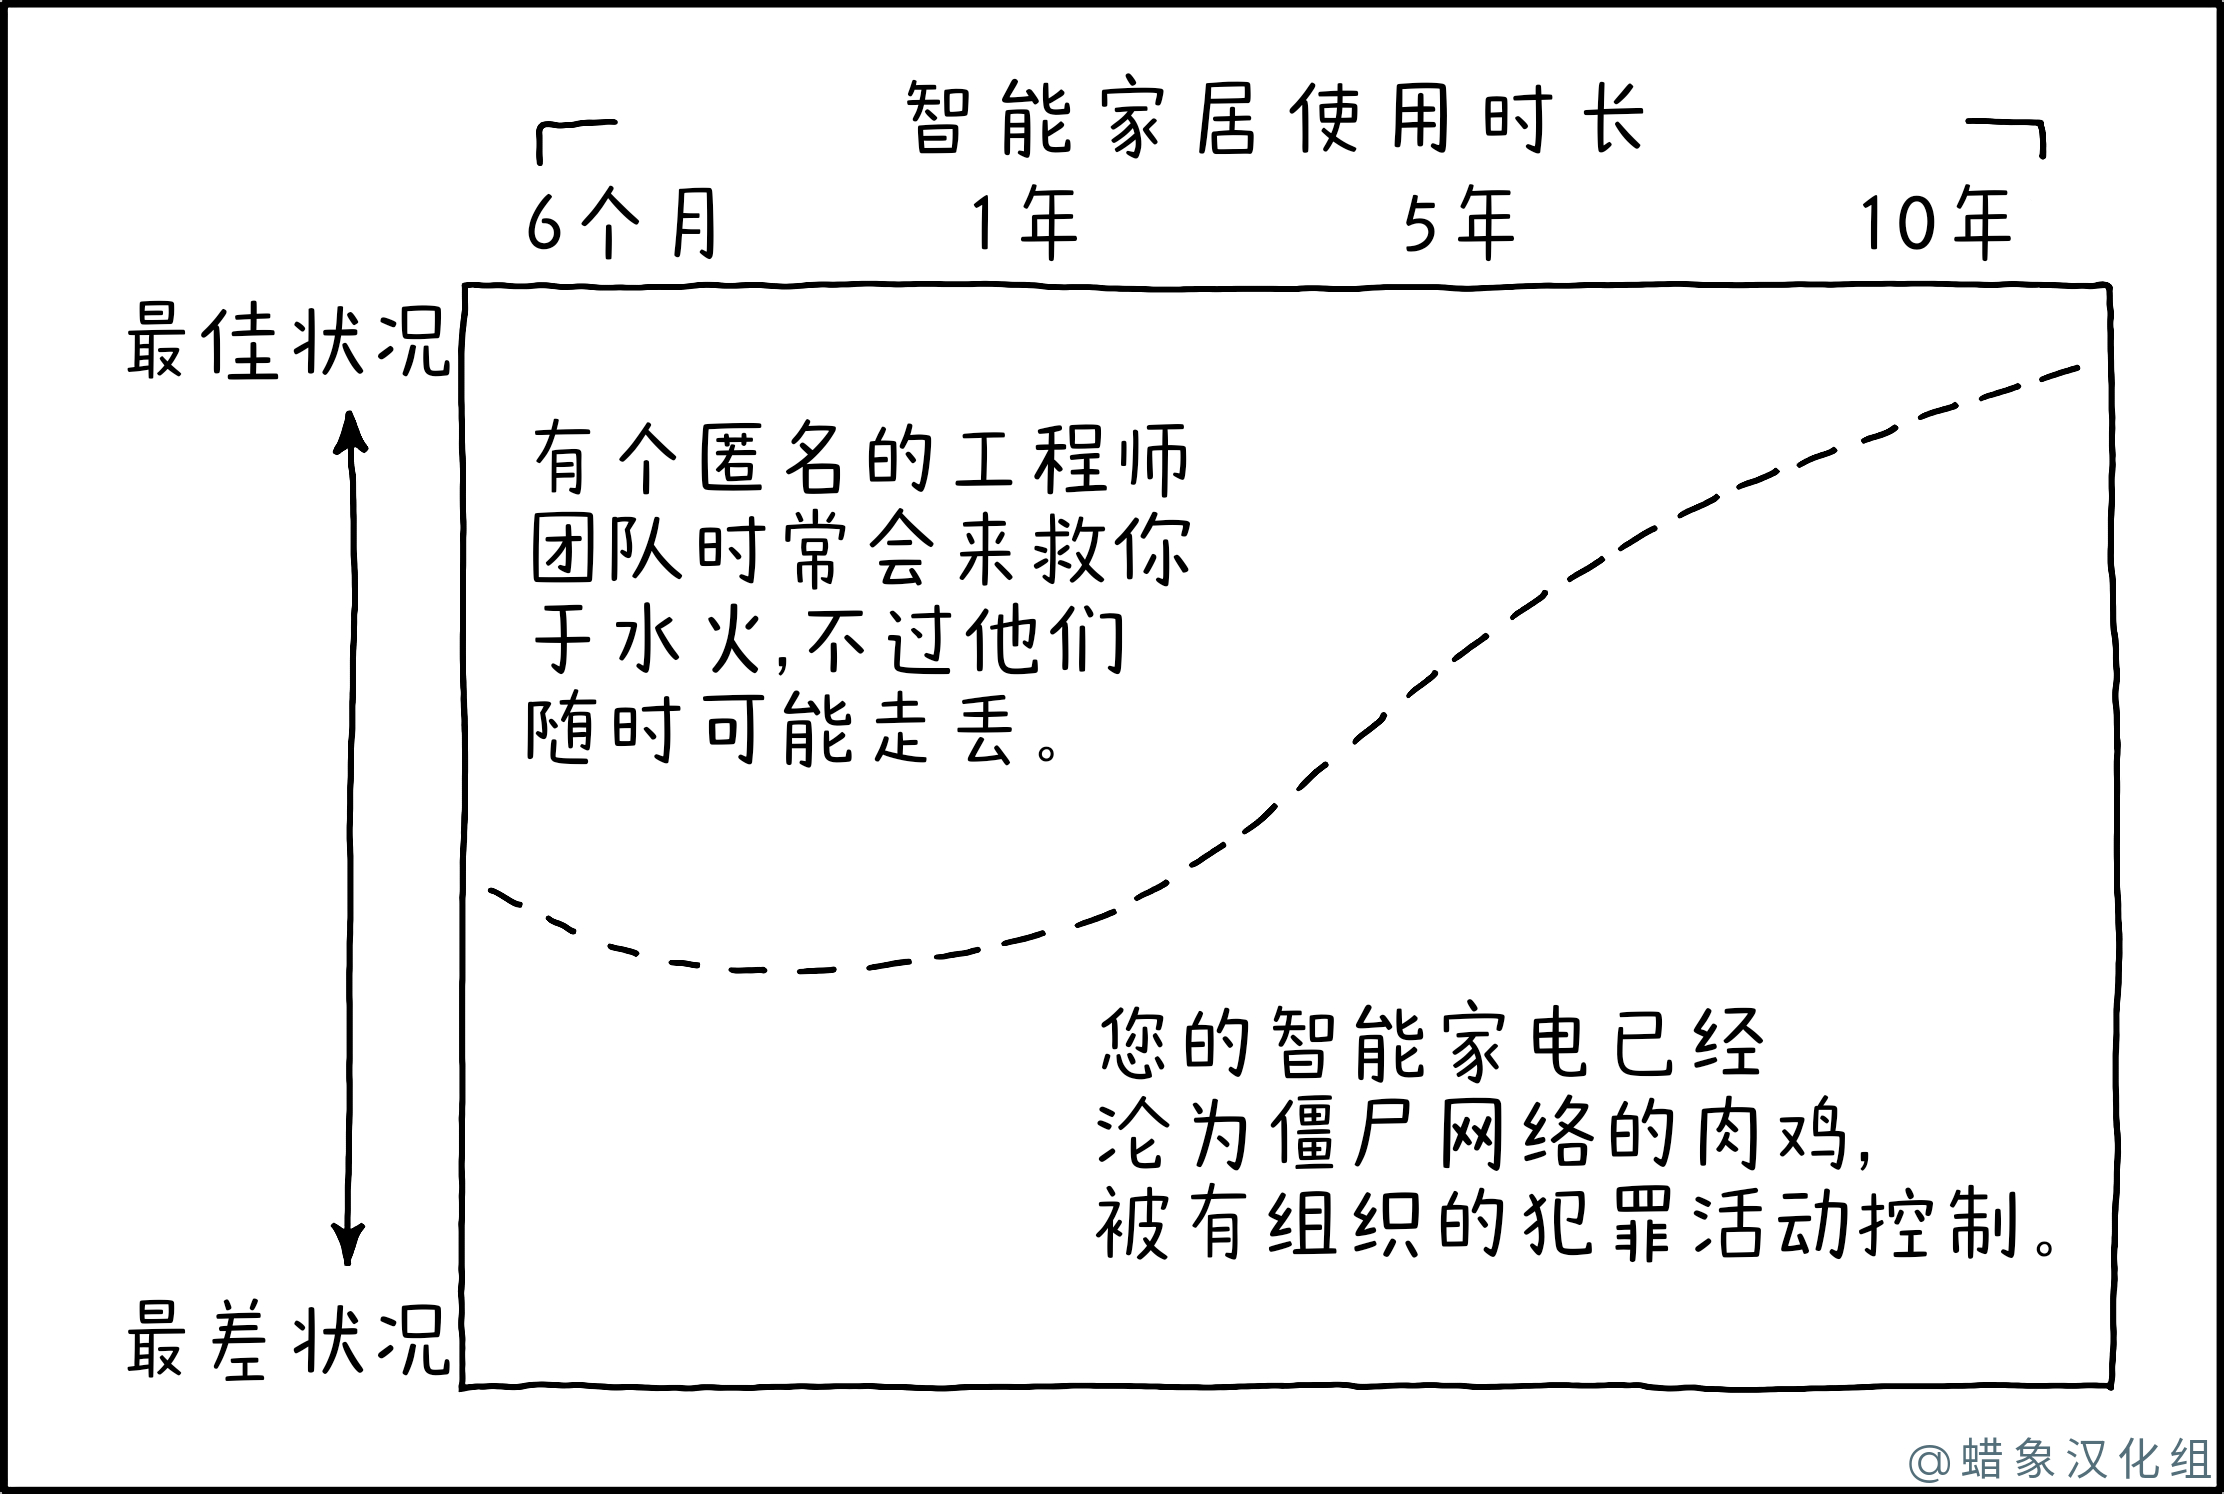 智能家居使用时长
6个月 1年 5年 10年
最佳状况
有个匿名的工程师
团队时常会来救你
于水火,不过他们
随时可能走丢。
您的智能家电已经
沦为僵尸网络的肉鸡,
被有组织的犯罪活动控制。
最差状况
@蜡象汉化组